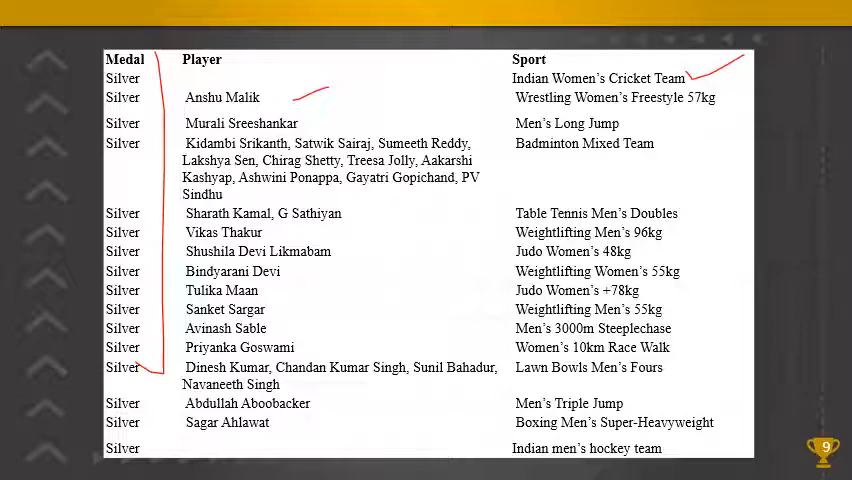 Medal Player Sport
Silver Indian Women's Cricket Team
Silver Anshu Malik Wrestling Women's Freestyle 57kg
Silver Murali Sreeshankar Men's Long Jump
Silver Kidambi Srikanth, Satwik Sairaj, Sumeeth Reddy, Badminton Mixed Team
Lakshya Sen, Chirag Shetty, Treesa Jolly, Aakarshi
Kashyap, Ashwini Ponappa, Gayatri Gopichand, PV
Sindhu
Silver Sharath Kamal, G Sathiyan Table Tennis Men's Doubles
Silver Vikas Thakur Weightlifting Men's 96kg
Silver Shushila Devi Likmabam Judo Women's 48kg
Silver Bindyarani Devi Weightlifting Women's 55kg
Silver Tulika Maan Judo Women's +78kg
Silver Sanket Sargar Weightlifting Men's 55kg
Silver Avinash Sable Men's 3000m Steeplechase
Silver Priyanka Goswami Women's 10km Race Walk
Silver Dinesh Kumar, Chandan Kumar Singh, Sunil Bahadur, Lawn Bowls Men's Fours
Navaneeth Singh
Silver Abdullah Aboobacker Men's Triple Jump
Silver Sagar Ahlawat Boxing Men's Super-Heavyweight
Silver Indian men's hockey team
9